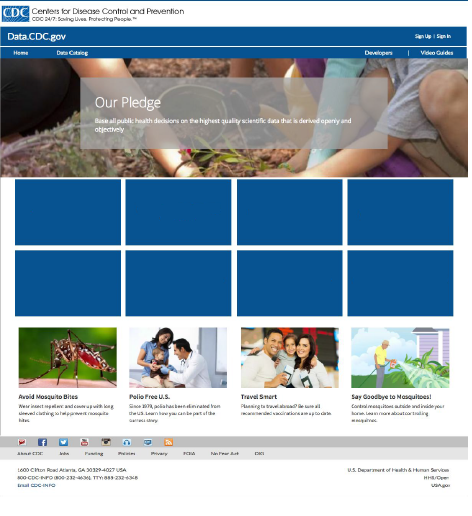 CDC Centers for Disease Control and Prevention
CDC 24/7: Saving Lives, Protecting People.™
Data.CDC.gov
Sign Up | Sign In
Home Data Catalog Developers | Video Guides
Our Pledge
Base all public health decisions on the highest quality scientific data that is derived openly and
objectively
Avoid Mosquito Bites
Wear insect repellent and cover up with long
sleeved clothing to help prevent mosquito
bites.
Polio Free U.S.
Since 1979, polio has been eliminated from
the US. Learn how you can be part of the
success story.
Travel Smart
Planning to travel abroad? Be sure all
recommended vaccinations are up to date.
Say Goodbye to Mosquitoes!
Control mosquitoes outside and inside your
home. Learn more about controlling
mosquitoes.
About CDC Jobs Funding Policies Privacy FOIA No Fear Act OIG
1600 Clifton Road Atlanta, GA 30329-4027 USA
800-CDC-INFO (800-232-4636), TTY: 888-232-6348
Email CDC-INFO
U.S. Department of Health & Human Services
HHS/Open
USA.gov